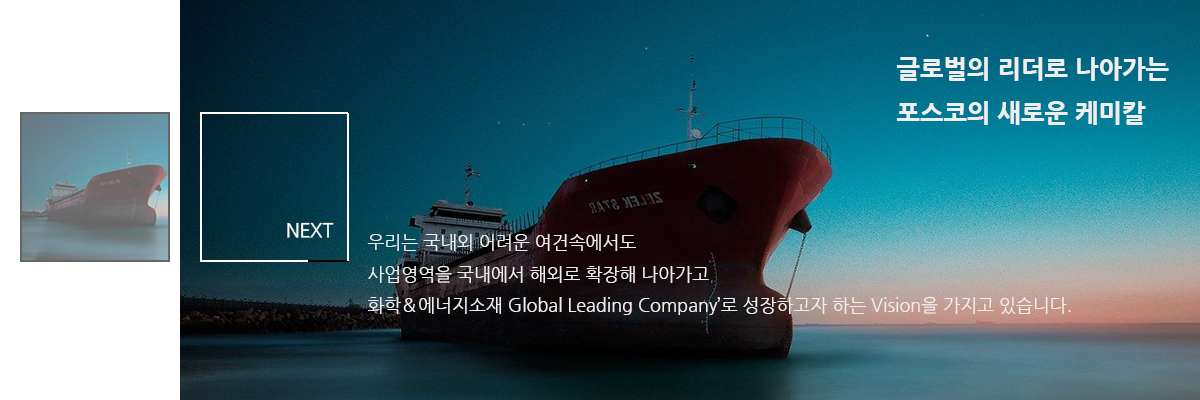 글로벌의 리더로 나아가는
포스코의 새로운 케미칼
ZELEK STAR
NEXT
우리는 국내외 어려운 여건속에서도
사업영역을 국내에서 해외로 확장해 나아가고
화학&에너지소재 Global Leading Company’로 성장하고자 하는 Vision을 가지고 있습니다.